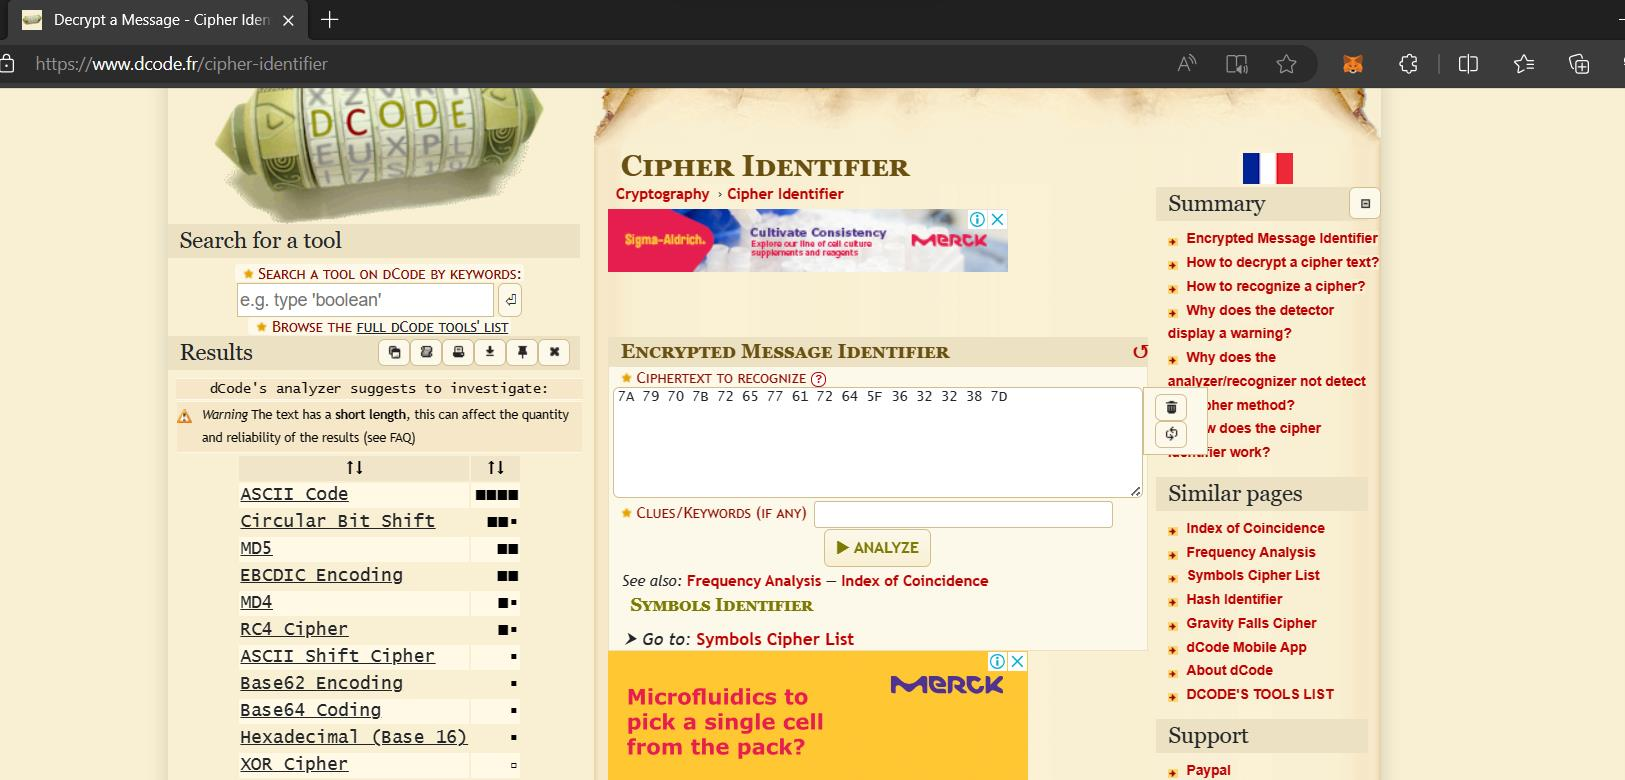 Decrypt a Message - Cipher Iden
https://www.dcode.fr/cipher-identifier
DCODE
Search for a tool
SEARCH A TOOL ON DCODE BY KEYWORDS:
e.g. type 'boolean'
BROWSE THE FULL DCODE TOOLS' LIST
Results
dCode's analyzer suggests to investigate:
Warning The text has a short length, this can affect the quantity
and reliability of the results (see FAQ)
↑↓ ↑↓
ASCII Code ■■■■
Circular Bit Shift ■■▪
MD5 ■■
EBCDIC Encoding ■■
MD4 ■▪
RC4 Cipher ■▪
ASCII Shift Cipher ▪
Base62 Encoding ▪
Base64 Coding ▪
Hexadecimal (Base 16) ▪
XOR Cipher ▫
CIPHER IDENTIFIER
Cryptography › Cipher Identifier
Sigma-Aldrich.
Cultivate Consistency
Explore our line of cell culture
supplements and reagents
MERCK
ENCRYPTED MESSAGE IDENTIFIER
CIPHERTEXT TO RECOGNIZE ?
7A 79 70 7B 72 65 77 61 72 64 5F 36 32 32 38 7D
CLUES/KEYWORDS (IF ANY)
▶ ANALYZE
See also: Frequency Analysis — Index of Coincidence
SYMBOLS IDENTIFIER
➤ Go to: Symbols Cipher List
MERCK
Microfluidics to
pick a single cell
from the pack?
Summary
Encrypted Message Identifier
How to decrypt a cipher text?
How to recognize a cipher?
Why does the detector
display a warning?
Why does the
analyzer/recognizer not detect
pher method?
w does the cipher
identifier work?
Similar pages
Index of Coincidence
Frequency Analysis
Symbols Cipher List
Hash Identifier
Gravity Falls Cipher
dCode Mobile App
About dCode
DCODE'S TOOLS LIST
Support
Paypal